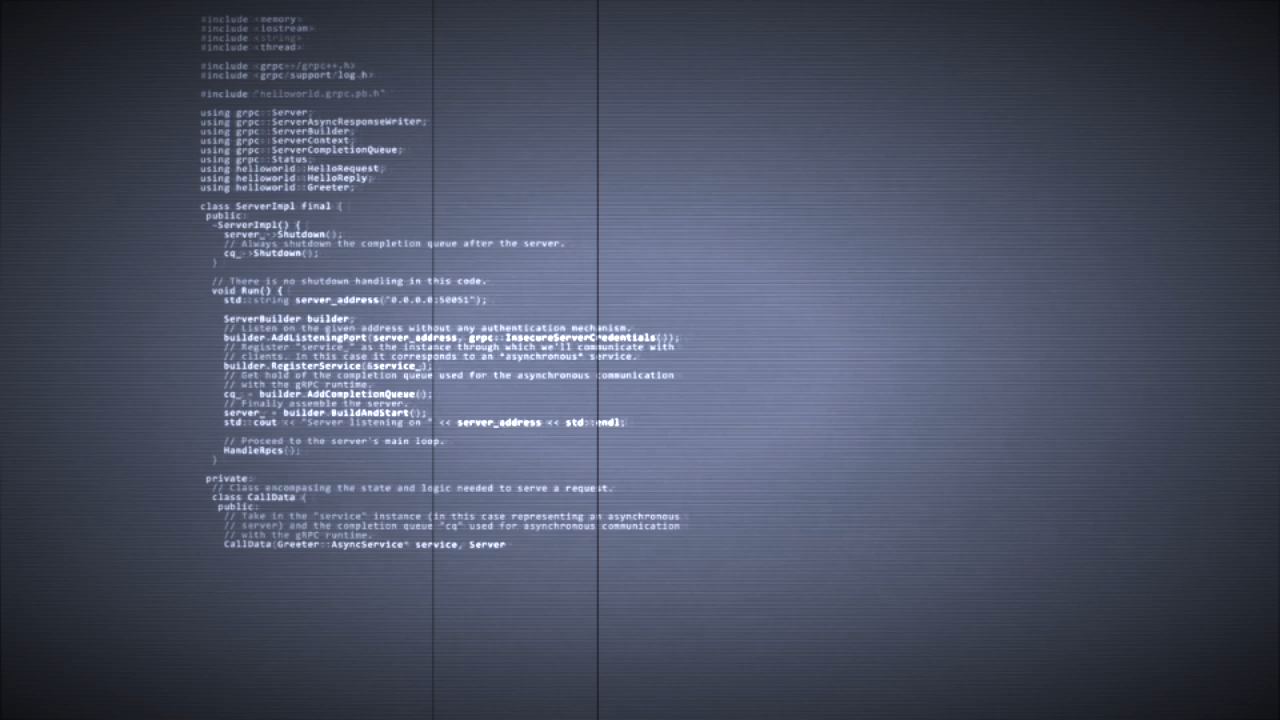 #include <memory>
#include <iostream>
#include <string>
#include <thread>
#include <grpc++/grpc++.h>
#include <grpc/support/log.h>
#include "helloworld.grpc.pb.h"
using grpc::Server;
using grpc::ServerAsyncResponseWriter;
using grpc::ServerBuilder;
using grpc::ServerContext;
using grpc::ServerCompletionQueue;
using grpc::Status;
using helloworld::HelloRequest;
using helloworld::HelloReply;
using helloworld::Greeter;
class ServerImpl final {
public:
~ServerImpl() {
server_->Shutdown();
// Always shutdown the completion queue after the server.
cq_->Shutdown();
}
// There is no shutdown handling in this code.
void Run() {
std::string server_address("0.0.0.0:50051");
ServerBuilder builder;
// Listen on the given address without any authentication mechanism.
builder.AddListeningPort(server_address, grpc::InsecureServerCredentials());
// Register "service_" as the instance through which we'll communicate with
// clients. In this case it corresponds to an *asynchronous* service.
builder.RegisterService(&service_);
// Get hold of the completion queue used for the asynchronous communication
// with the gRPC runtime.
cq_ = builder.AddCompletionQueue();
// Finally assemble the server.
server_ = builder.BuildAndStart();
std::cout << "Server listening on " << server_address << std::endl;
// Proceed to the server's main loop.
HandleRpcs();
}
private:
// Class encompasing the state and logic needed to serve a request.
class CallData {
public:
// Take in the "service" instance (in this case representing an asynchronous
// server) and the completion queue "cq" used for asynchronous communication
// with the gRPC runtime.
CallData(Greeter::AsyncService* service, Server